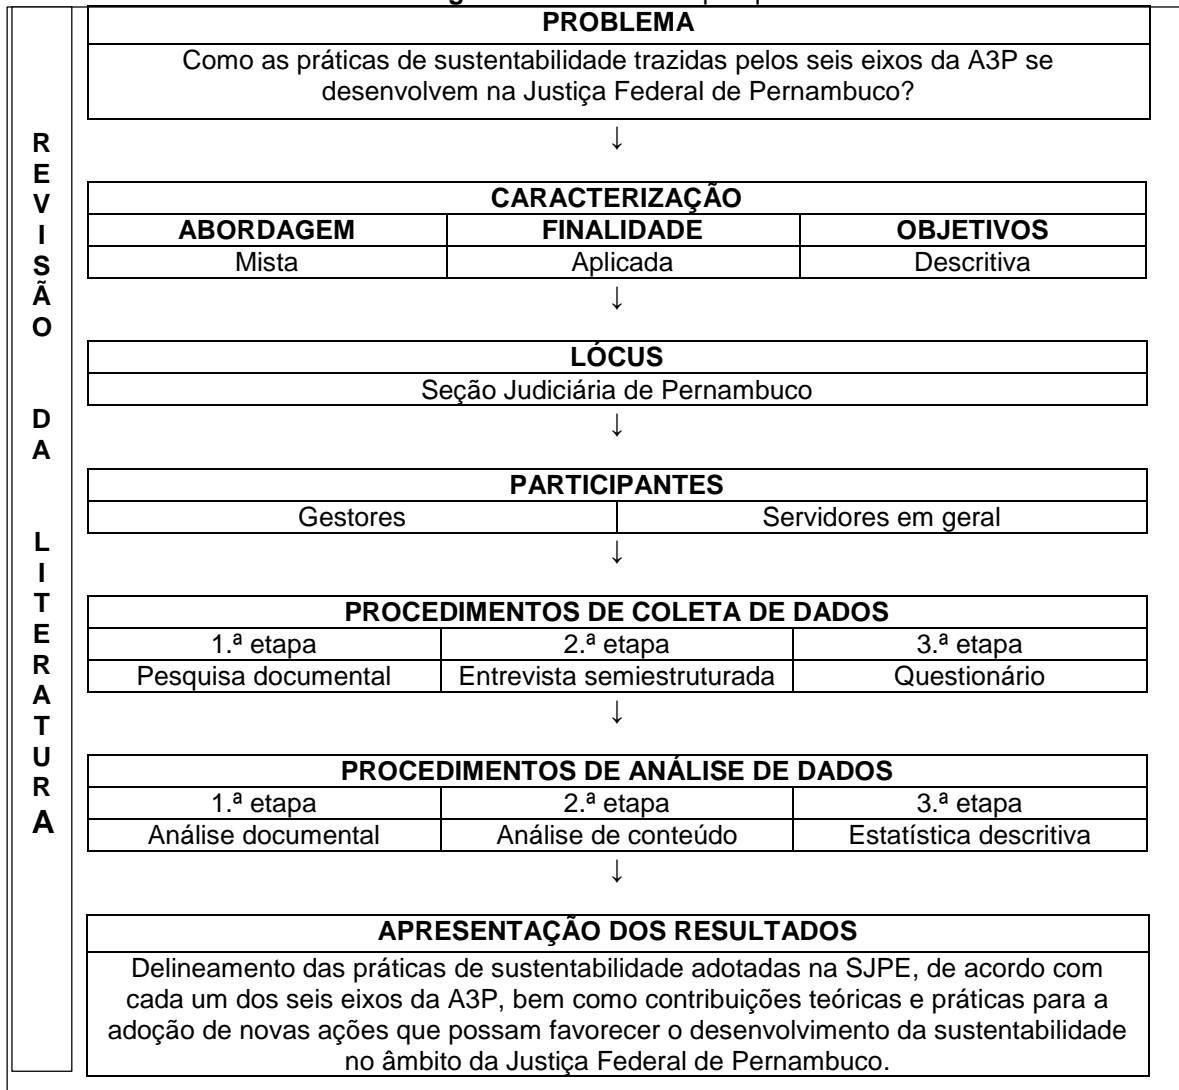 PROBLEMA
Como as práticas de sustentabilidade trazidas pelos seis eixos da A3P se
desenvolvem na Justiça Federal de Pernambuco?
↓
CARACTERIZAÇÃO
ABORDAGEM FINALIDADE OBJETIVOS
Mista Aplicada Descritiva
↓
LÓCUS
Seção Judiciária de Pernambuco
↓
PARTICIPANTES
Gestores Servidores em geral
↓
PROCEDIMENTOS DE COLETA DE DADOS
1.ª etapa 2.ª etapa 3.ª etapa
Pesquisa documental Entrevista semiestruturada Questionário
↓
PROCEDIMENTOS DE ANÁLISE DE DADOS
1.ª etapa 2.ª etapa 3.ª etapa
Análise documental Análise de conteúdo Estatística descritiva
↓
APRESENTAÇÃO DOS RESULTADOS
Delineamento das práticas de sustentabilidade adotadas na SJPE, de acordo com
cada um dos seis eixos da A3P, bem como contribuições teóricas e práticas para a
adoção de novas ações que possam favorecer o desenvolvimento da sustentabilidade
no âmbito da Justiça Federal de Pernambuco.
REVISÃO DA LITERATURA